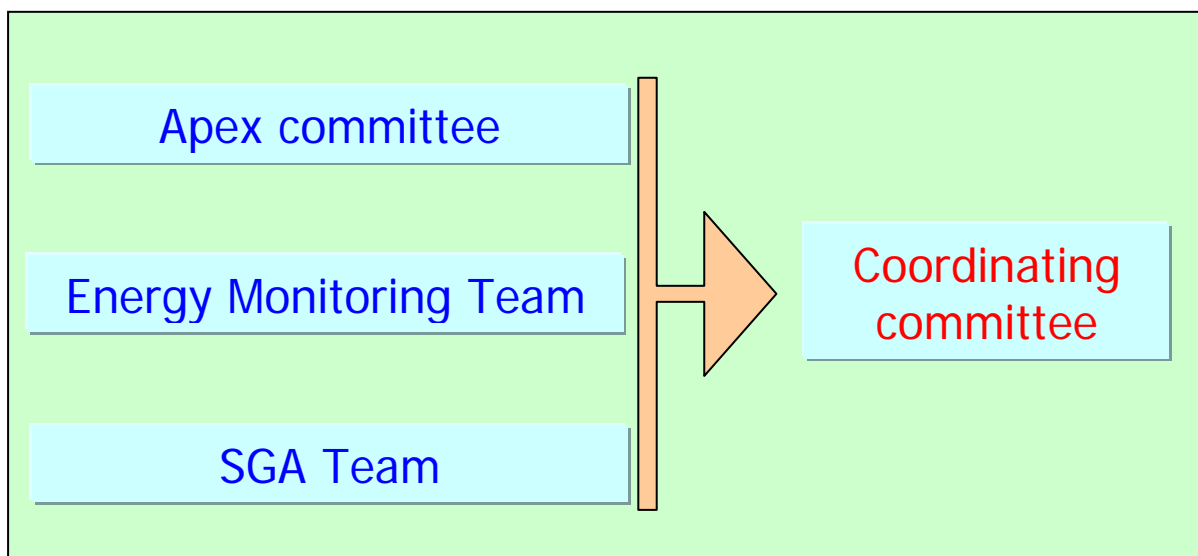 Apex committee
Energy Monitoring Team
SGA Team
Coordinating
committee